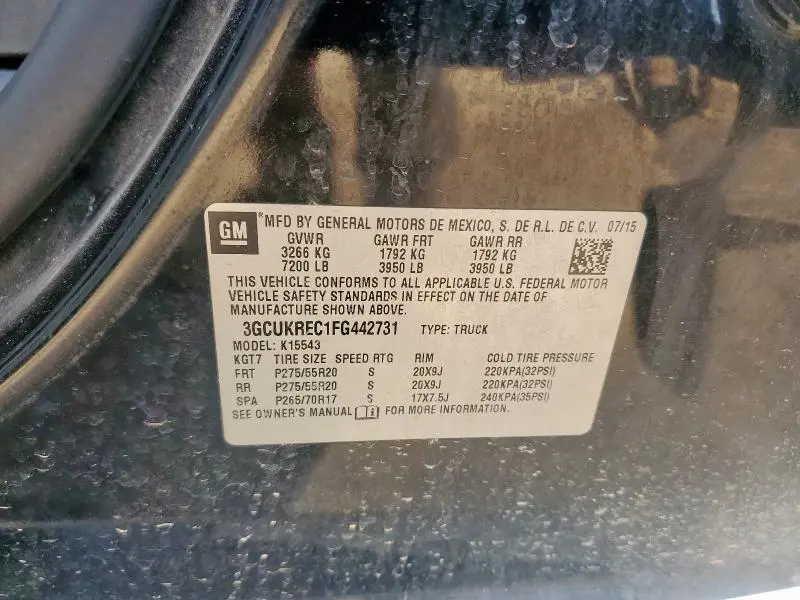 GM ® MFD BY GENERAL MOTORS DE MEXICO, S. DE R.L. DE C.V. 07/15
GVWR GAWR FRT GAWR RR
3266 KG 1792 KG 1792 KG
7200 LB 3950 LB 3950 LB
THIS VEHICLE CONFORMS TO ALL APPLICABLE U.S. FEDERAL MOTOR
VEHICLE SAFETY STANDARDS IN EFFECT ON THE DATE OF
MANUFACTURE SHOWN ABOVE.
3GCUKREC1FG442731 TYPE: TRUCK
MODEL: K15543
KGT7 TIRE SIZE SPEED RTG RIM COLD TIRE PRESSURE
FRT P275/55R20 S 20X9J 220KPA(32PSI)
RR P275/55R20 S 20X9J 220KPA(32PSI)
SPA P265/70R17 S 17X7.5J 240KPA(35PSI)
SEE OWNER'S MANUAL FOR MORE INFORMATION.